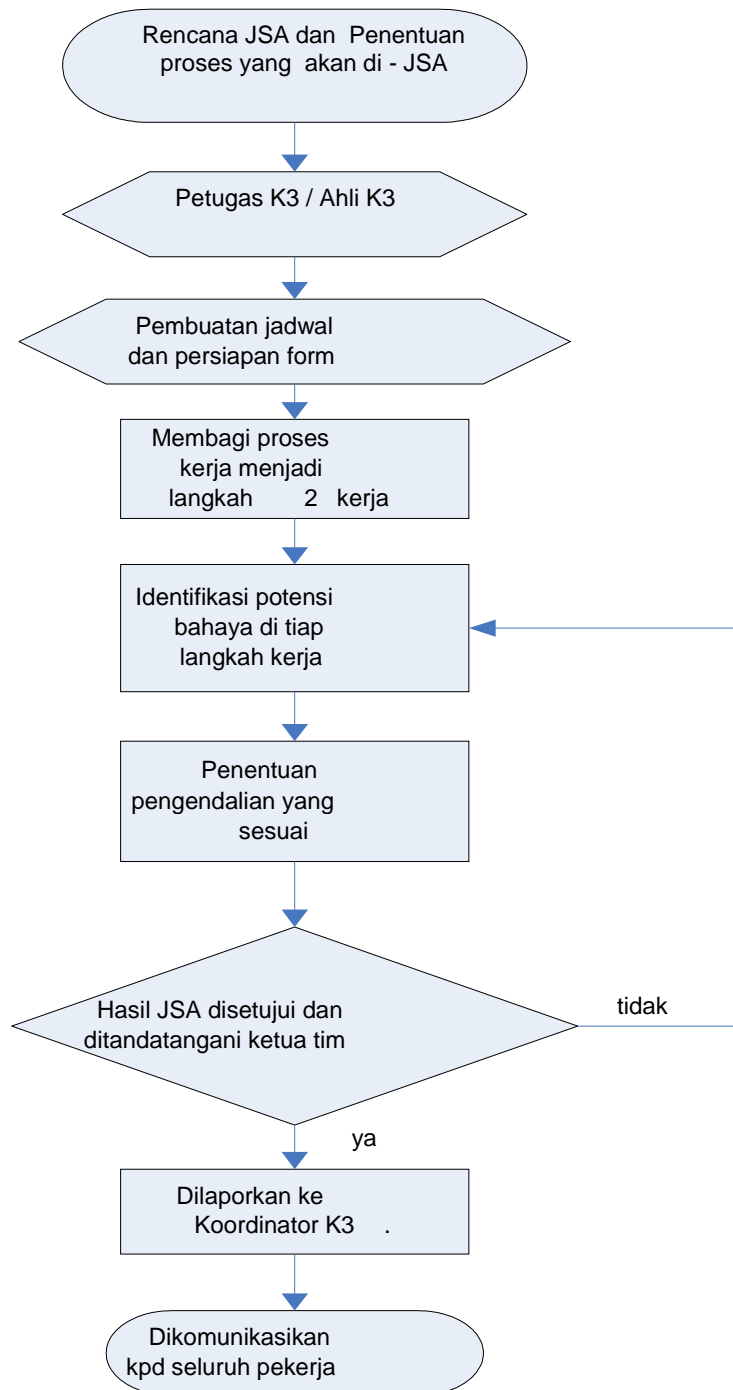 Rencana JSA dan Penentuan
proses yang akan di - JSA
Petugas K3 / Ahli K3
Pembuatan jadwal
dan persiapan form
Membagi proses
kerja menjadi
langkah 2 kerja
Identifikasi potensi
bahaya di tiap
langkah kerja
Penentuan
pengendalian yang
sesuai
Hasil JSA disetujui dan
ditandatangani ketua tim
tidak
ya
Dilaporkan ke
Koordinator K3 .
Dikomunikasikan
kpd seluruh pekerja